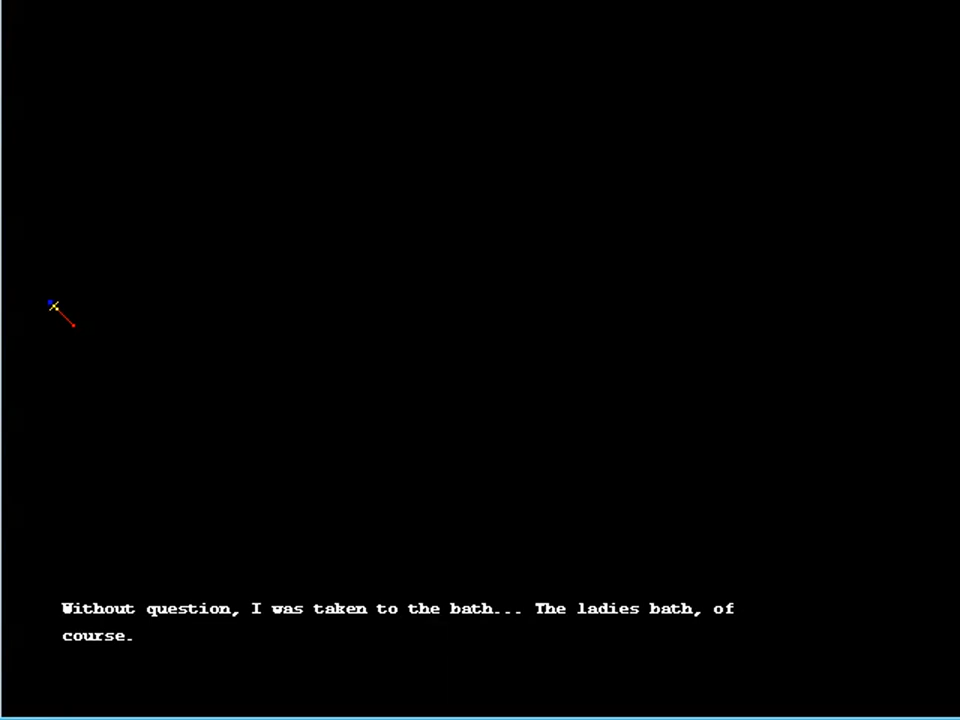 Without question, I was taken to the bath... The ladies bath, of
course.